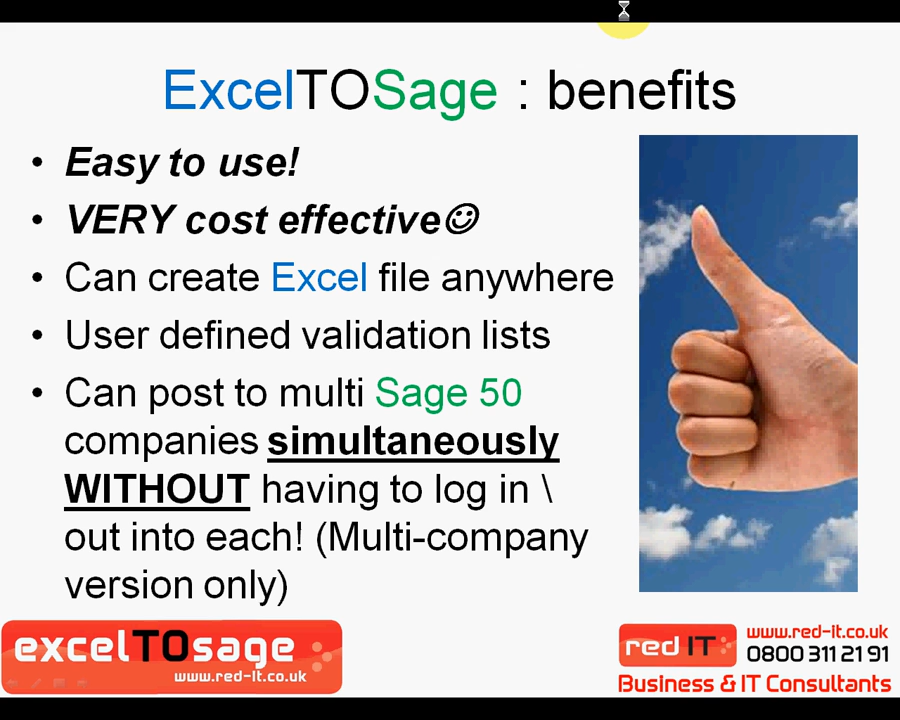 ExcelTOSage : benefits
• Easy to use!
• VERY cost effective☺
• Can create Excel file anywhere
• User defined validation lists
• Can post to multi Sage 50
companies simultaneously
WITHOUT having to log in \
out into each! (Multi-company
version only)
excelTOsage
www.red-it.co.uk
red IT
www.red-it.co.uk
0800 311 21 91
Business & IT Consultants